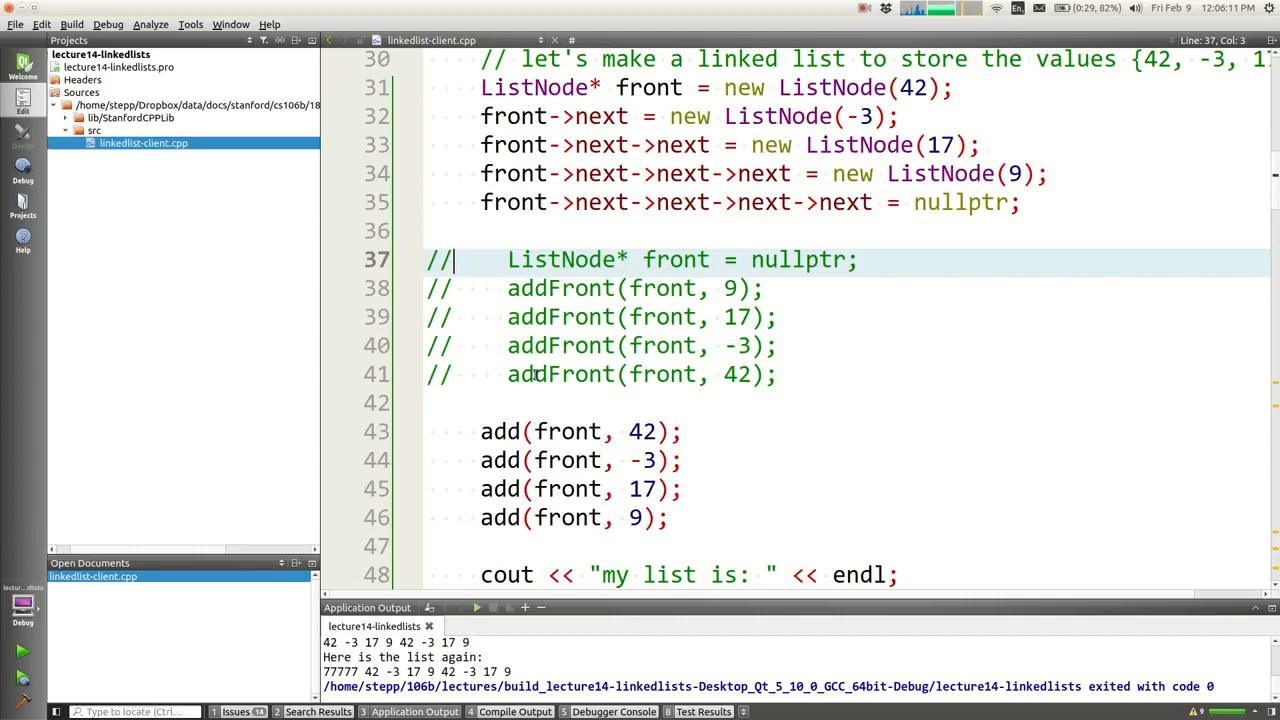 (0:29, 82%) Fri Feb 9 12:06:11
En
File Edit Build Debug Analyze Tools Window Help
Projects linkedlist-client.cpp # Line: 37, Col: 3
lecture14-linkedlists
lecture14-linkedlists.pro
Headers
Sources
/home/stepp/Dropbox/data/docs/stanford/cs106b/18
lib/StanfordCPPLib
src
linkedlist-client.cpp
Welcome
Edit
Design
Debug
Projects
Help
30 // let's make a linked list to store the values {42, -3, 17
31 ListNode* front = new ListNode(42);
32 front->next = new ListNode(-3);
33 front->next->next = new ListNode(17);
34 front->next->next->next = new ListNode(9);
35 front->next->next->next->next = nullptr;
36
37 // ListNode* front = nullptr;
38 // addFront(front, 9);
39 // addFront(front, 17);
40 // addFront(front, -3);
41 // addFront(front, 42);
42
43 add(front, 42);
44 add(front, -3);
45 add(front, 17);
46 add(front, 9);
47
48 cout << "my list is: " << endl;
Open Documents
linkedlist-client.cpp
lectur...dlists
Debug
Application Output
lecture14-linkedlists
42 -3 17 9 42 -3 17 9
Here is the list again:
77777 42 -3 17 9 42 -3 17 9
/home/stepp/106b/lectures/build_lecture14-linkedlists-Desktop_Qt_5_10_0_GCC_64bit-Debug/lecture14-linkedlists exited with code 0
Type to locate (Ctrl+... 1 Issues 14 2 Search Results 3 Application Output 4 Compile Output 5 Debugger Console 8 Test Results 9